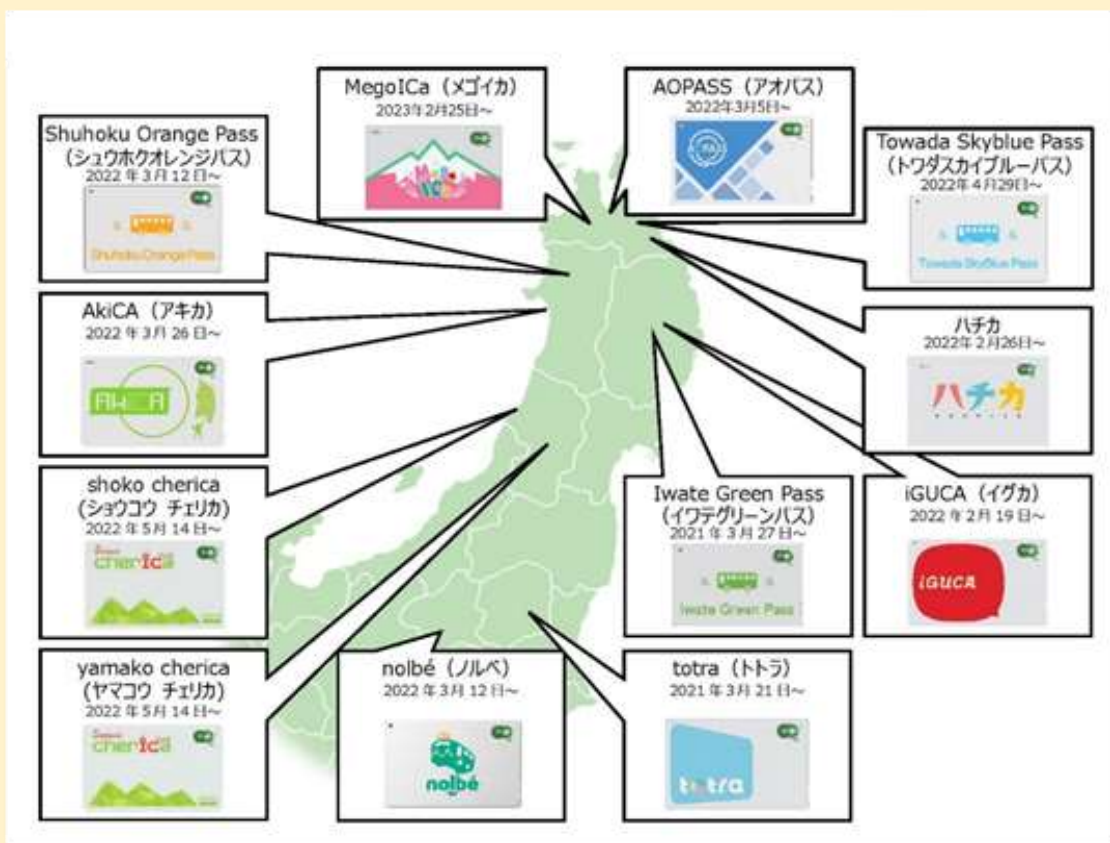 MegoICa（メゴイカ）
2023年2月25日～
AOPASS（アオパス）
2022年3月5日～
Shuhoku Orange Pass
（シュウホクオレンジパス）
2022年3月12日～
Shuhoku Orange Pass
Towada Skyblue Pass
（トワダスカイブルーパス）
2022年4月29日～
Towada SkyBlue Pass
AkiCA（アキカ）
2022年3月26日～
ハチカ
2022年2月26日～
ハチカ
shoko cherica
（ショウコウ チェリカ）
2022年5月14日～
cherIca
Iwate Green Pass
（イワテグリーンパス）
2021年3月27日～
Iwate Green Pass
iGUCA（イグカ）
2022年2月19日～
iGUCA
yamako cherica
（ヤマコウ チェリカ）
2022年5月14日～
cherIca
nolbé（ノルベ）
2022年3月12日～
nolbé
totra（トトラ）
2021年3月21日～
totra